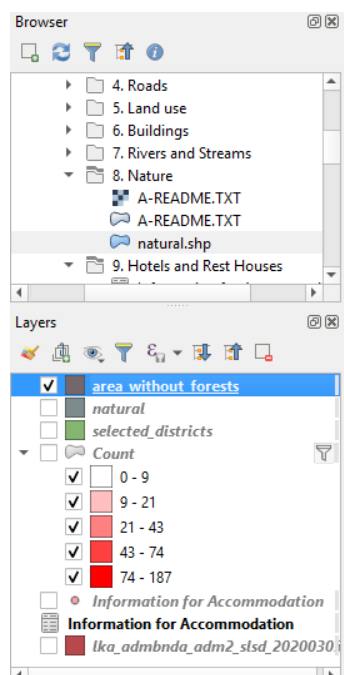 Browser
4. Roads
5. Land use
6. Buildings
7. Rivers and Streams
8. Nature
A-README.TXT
A-README.TXT
natural.shp
9. Hotels and Rest Houses
Layers
area_without_forests
natural
selected_districts
Count
0 - 9
9 - 21
21 - 43
43 - 74
74 - 187
Information for Accommodation
Information for Accommodation
lka_admbnda_adm2_slsd_20200305